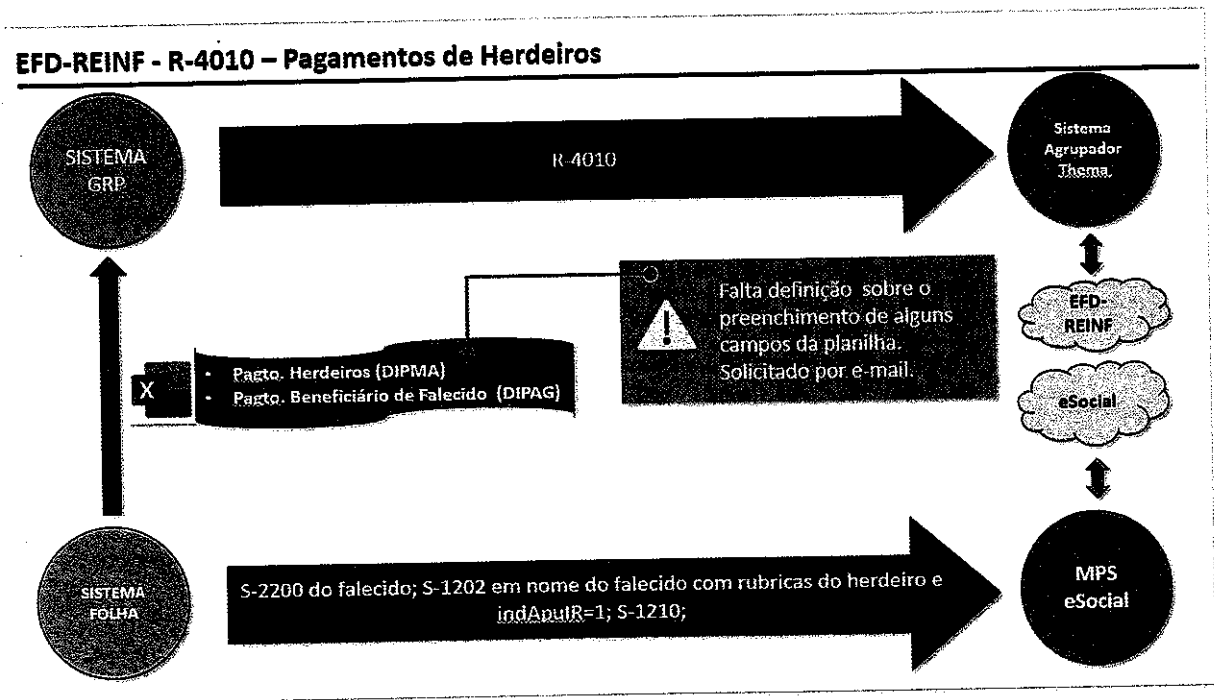 EFD-REINF - R-4010 – Pagamentos de Herdeiros
SISTEMA
GRP
R-4010
Sistema
Agrupador
Thema
Falta definição sobre o
preenchimento de alguns
campos da planilha.
Solicitado por e-mail.
EFD-
REINF
X
• Pagto. Herdeiros (DIPMA)
• Pagto. Beneficiário de Falecido (DIPAG)
eSocial
SISTEMA
FOLHA
S-2200 do falecido; S-1202 em nome do falecido com rubricas do herdeiro e
indApuIR=1; S-1210;
MPS
eSocial